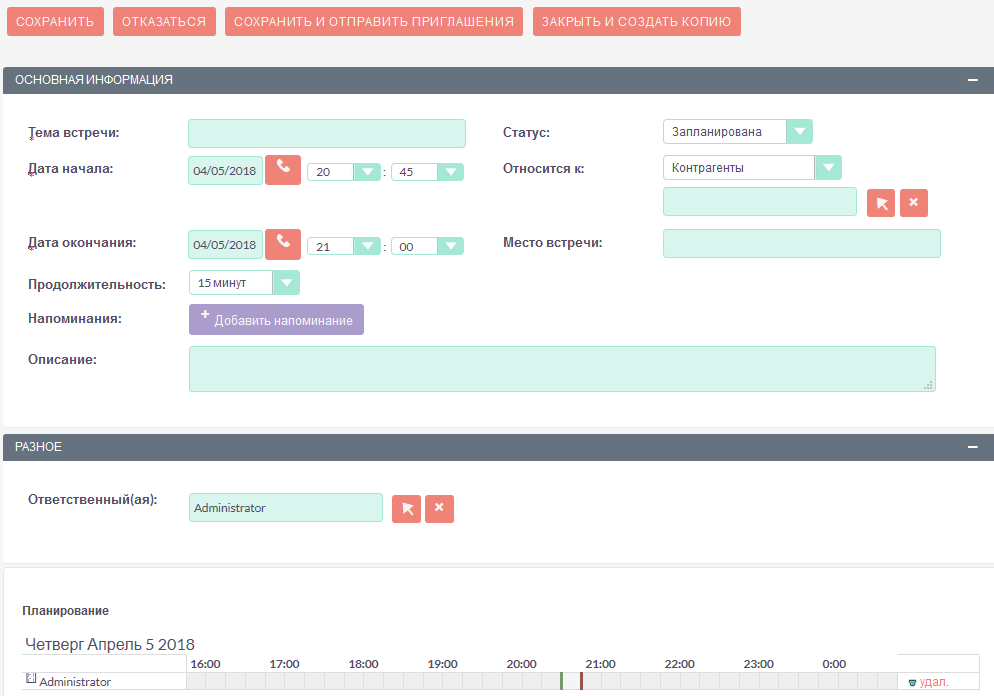 СОХРАНИТЬ ОТКАЗАТЬСЯ СОХРАНИТЬ И ОТПРАВИТЬ ПРИГЛАШЕНИЯ ЗАКРЫТЬ И СОЗДАТЬ КОПИЮ
ОСНОВНАЯ ИНФОРМАЦИЯ
Тема встречи: Статус: Запланирована
Дата начала: 04/05/2018 20 : 45 Относится к: Контрагенты
Дата окончания: 04/05/2018 21 : 00 Место встречи:
Продолжительность: 15 минут
Напоминания: + Добавить напоминание
Описание:
РАЗНОЕ
Ответственный(ая): Administrator
Планирование
Четверг Апрель 5 2018
16:00 17:00 18:00 19:00 20:00 21:00 22:00 23:00 0:00
Administrator удал.